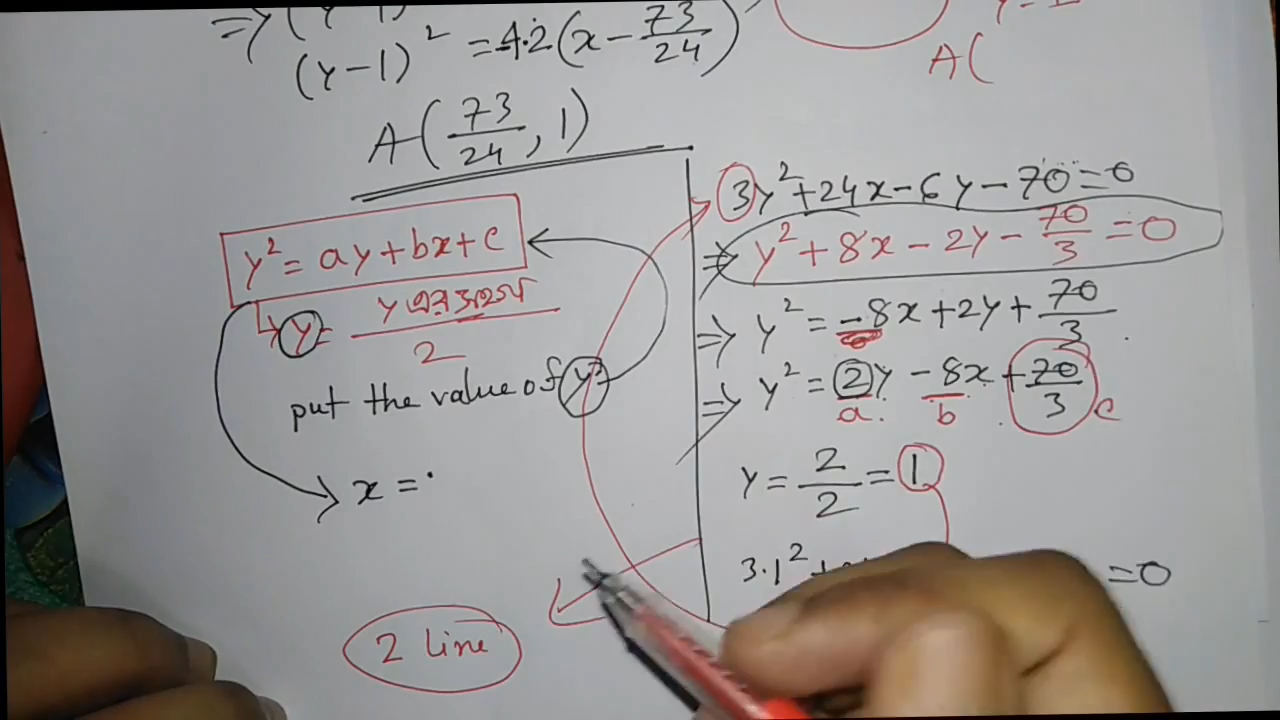 (y-1)² = 4·2(x - 73/24)
A(
A(73/24, 1)
y² = ay + bx + c
y = y এর সহগ / 2
put the value of y
x =
2 line
3y² + 24x - 6y - 70 = 0
⇒ y² + 8x - 2y - 70/3 = 0
⇒ y² = -8x + 2y + 70/3
⇒ y² = 2y - 8x + 70/3
a b c
y = 2/2 = 1
3·1² + = 0